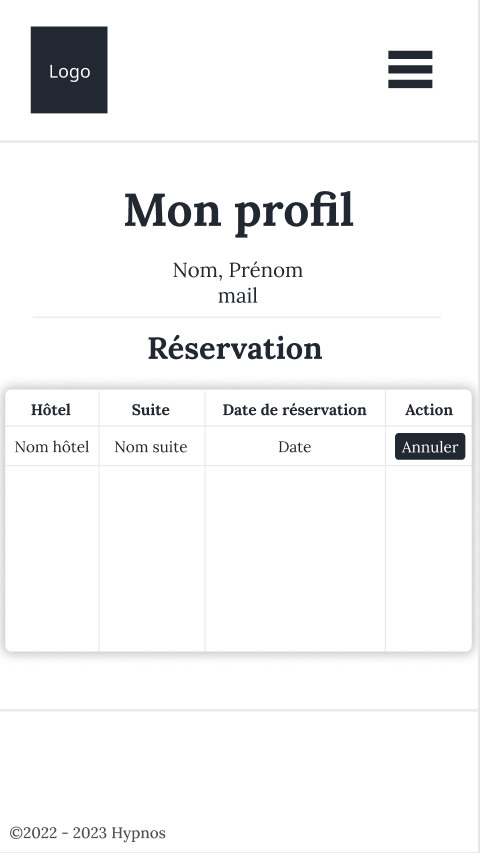 Logo
Mon profil
Nom, Prénom
mail
Réservation
Hôtel Suite Date de réservation Action
Nom hôtel Nom suite Date Annuler
©2022 - 2023 Hypnos